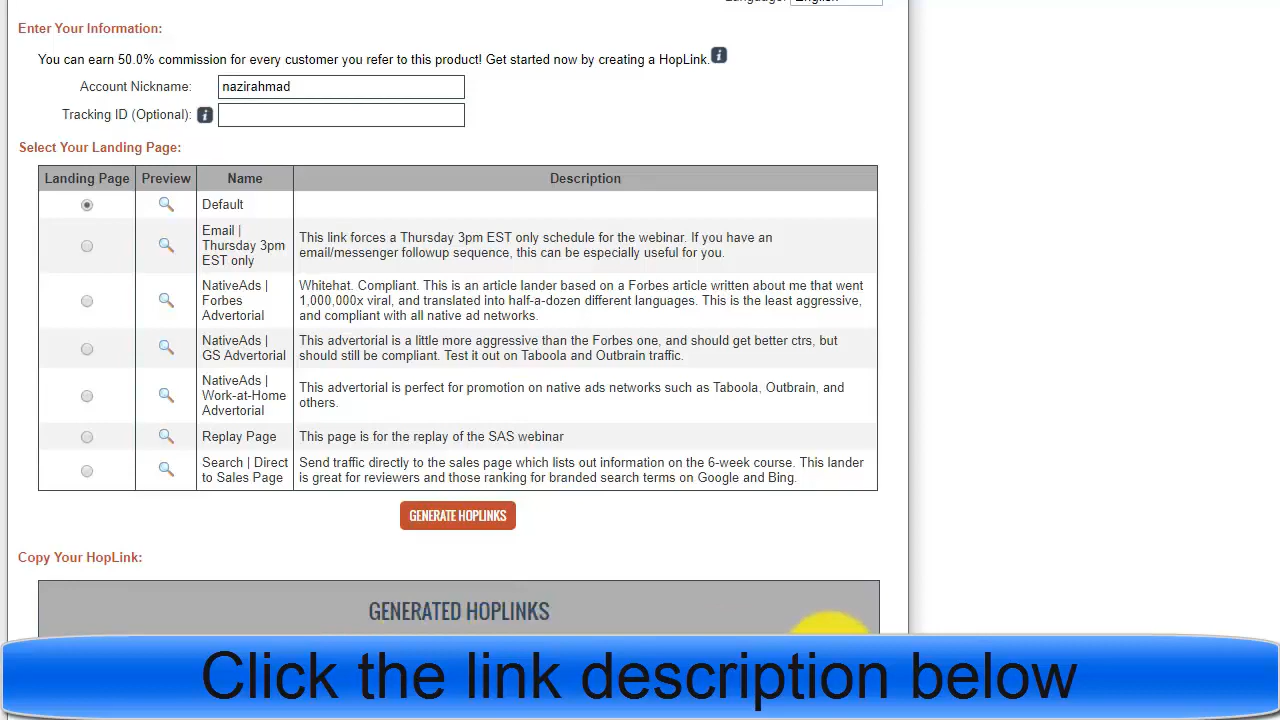 Language: English
Enter Your Information:
You can earn 50.0% commission for every customer you refer to this product! Get started now by creating a HopLink. i
Account Nickname: nazirahmad
Tracking ID (Optional): i
Select Your Landing Page:
Landing Page Preview Name Description
Default
Email |
Thursday 3pm
EST only
This link forces a Thursday 3pm EST only schedule for the webinar. If you have an
email/messenger followup sequence, this can be especially useful for you.
NativeAds |
Forbes
Advertorial
Whitehat. Compliant. This is an article lander based on a Forbes article written about me that went
1,000,000x viral, and translated into half-a-dozen different languages. This is the least aggressive,
and compliant with all native ad networks.
NativeAds |
GS Advertorial
This advertorial is a little more aggressive than the Forbes one, and should get better ctrs, but
should still be compliant. Test it out on Taboola and Outbrain traffic.
NativeAds |
Work-at-Home
Advertorial
This advertorial is perfect for promotion on native ads networks such as Taboola, Outbrain, and
others.
Replay Page
This page is for the replay of the SAS webinar
Search | Direct
to Sales Page
Send traffic directly to the sales page which lists out information on the 6-week course. This lander
is great for reviewers and those ranking for branded search terms on Google and Bing.
GENERATE HOPLINKS
Copy Your HopLink:
GENERATED HOPLINKS
Click the link description below